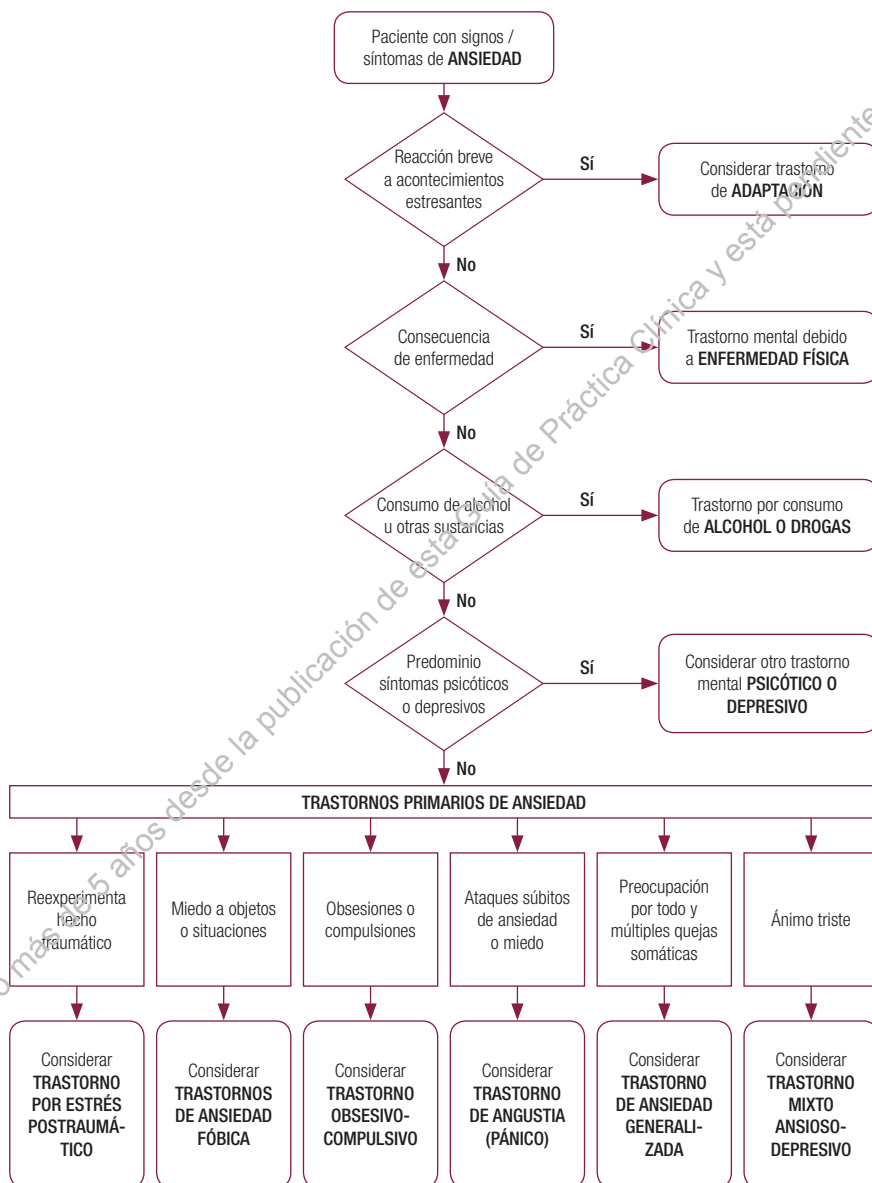 Paciente con signos /
síntomas de ANSIEDAD
Reacción breve
a acontecimientos
estresantes
Sí
Considerar trastorno
de ADAPTACIÓN
No
Consecuencia
de enfermedad
Sí
Trastorno mental debido
a ENFERMEDAD FÍSICA
No
Consumo de alcohol
u otras sustancias
Sí
Trastorno por consumo
de ALCOHOL O DROGAS
No
Predominio
síntomas psicóticos
o depresivos
Sí
Considerar otro trastorno
mental PSICÓTICO O
DEPRESIVO
No
TRASTORNOS PRIMARIOS DE ANSIEDAD
Reexperimenta
hecho
traumático
Miedo a objetos
o situaciones
Obsesiones o
compulsiones
Ataques súbitos
de ansiedad
o miedo
Preocupación
por todo y
múltiples quejas
somáticas
Ánimo triste
Considerar
TRASTORNO
POR ESTRÉS
POSTRAUMÁ-
TICO
Considerar
TRASTORNOS
DE ANSIEDAD
FÓBICA
Considerar
TRASTORNO
OBSESIVO-
COMPULSIVO
Considerar
TRASTORNO
DE ANGUSTIA
(PÁNICO)
Considerar
TRASTORNO
DE ANSIEDAD
GENERALI-
ZADA
Considerar
TRASTORNO
MIXTO
ANSIOSO-
DEPRESIVO
más de 5 años desde la publicación de esta Guía de Práctica Clínica y está pendiente